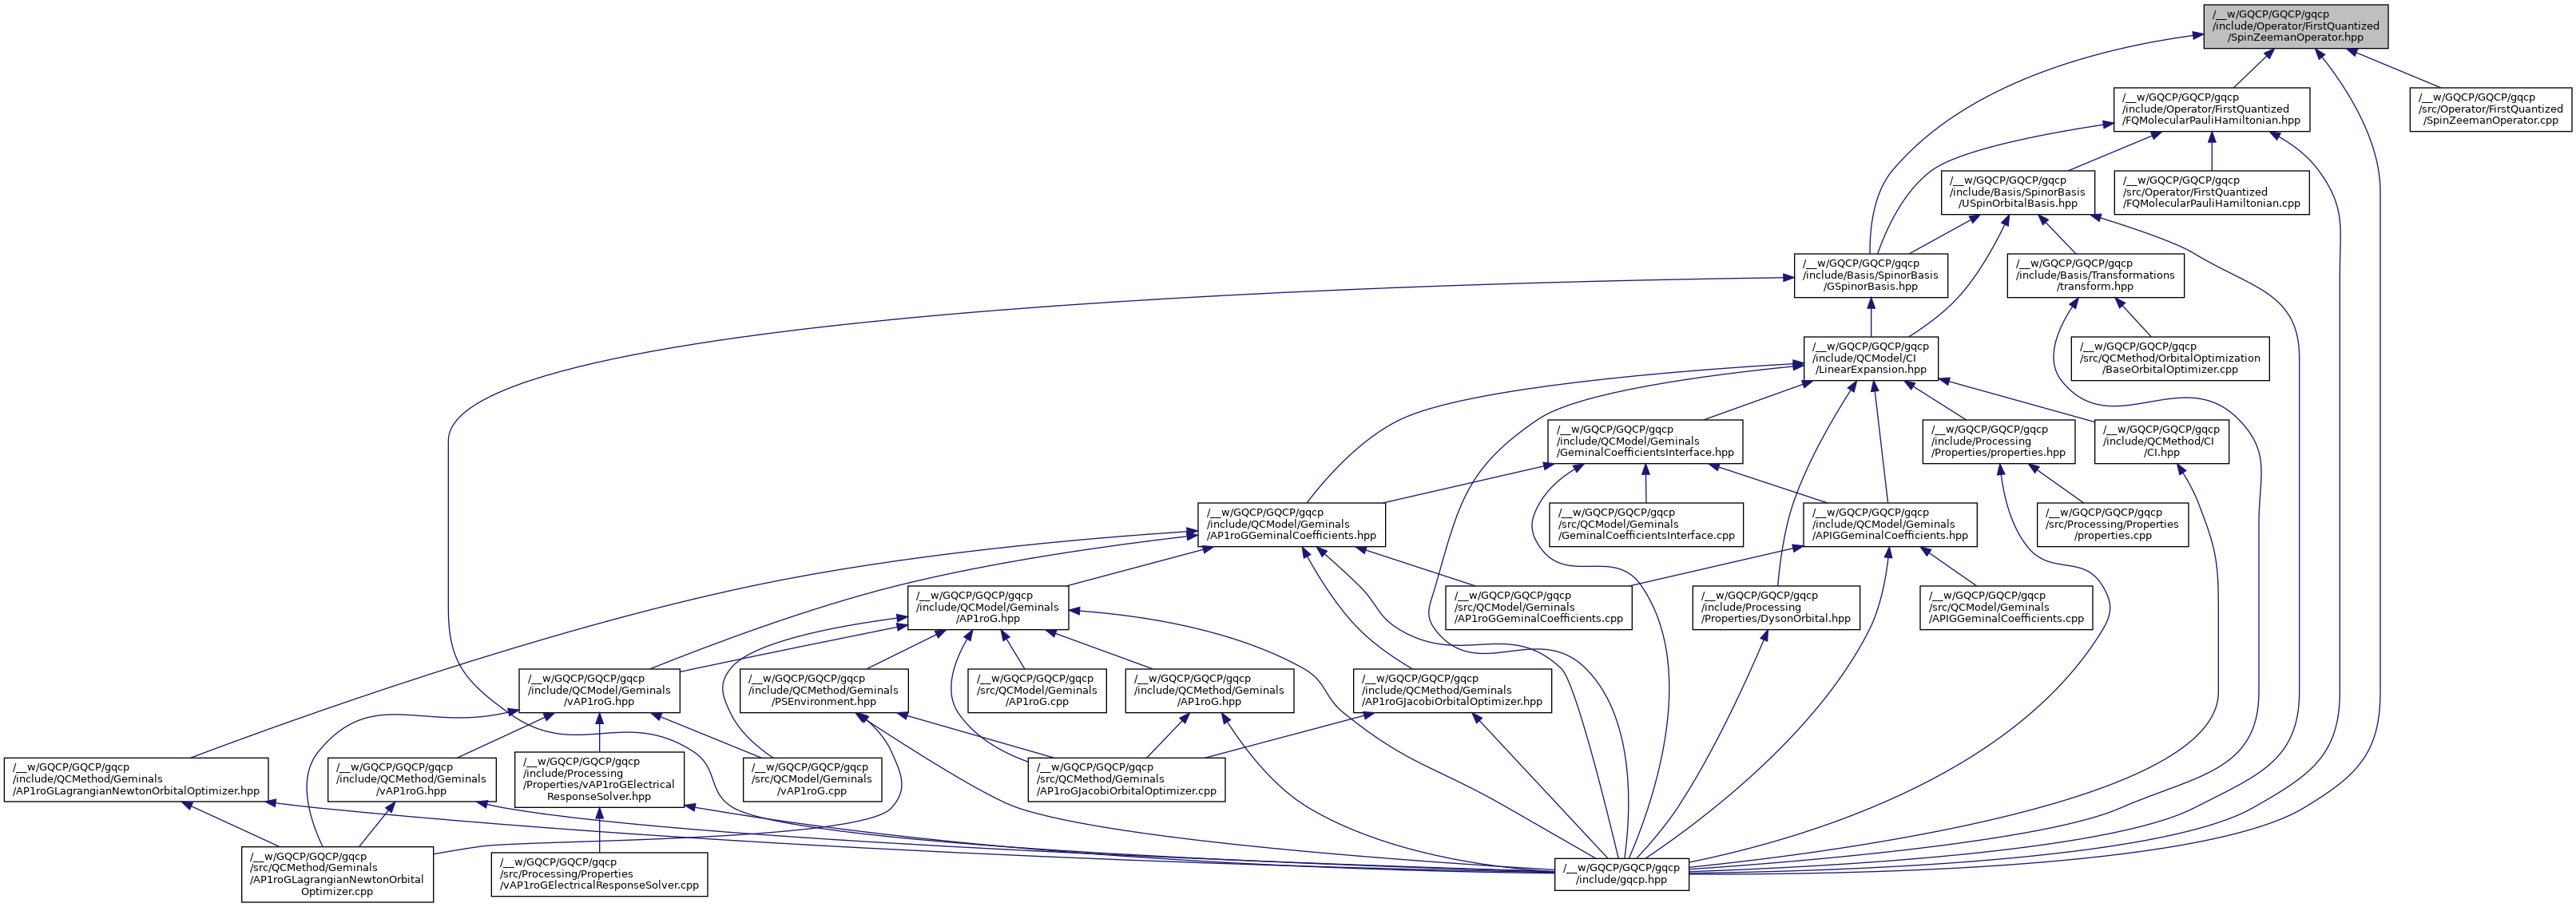 /__w/GQCP/GQCP/gqcp
/include/Operator/FirstQuantized
/SpinZeemanOperator.hpp
/__w/GQCP/GQCP/gqcp
/include/Operator/FirstQuantized
/FQMolecularPauliHamiltonian.hpp
/__w/GQCP/GQCP/gqcp
/src/Operator/FirstQuantized
/SpinZeemanOperator.cpp
/__w/GQCP/GQCP/gqcp
/include/Basis/SpinorBasis
/USpinOrbitalBasis.hpp
/__w/GQCP/GQCP/gqcp
/src/Operator/FirstQuantized
/FQMolecularPauliHamiltonian.cpp
/__w/GQCP/GQCP/gqcp
/include/Basis/SpinorBasis
/GSpinorBasis.hpp
/__w/GQCP/GQCP/gqcp
/include/Basis/Transformations
/transform.hpp
/__w/GQCP/GQCP/gqcp
/include/QCModel/CI
/LinearExpansion.hpp
/__w/GQCP/GQCP/gqcp
/src/QCMethod/OrbitalOptimization
/BaseOrbitalOptimizer.cpp
/__w/GQCP/GQCP/gqcp
/include/QCModel/Geminals
/GeminalCoefficientsInterface.hpp
/__w/GQCP/GQCP/gqcp
/include/Processing
/Properties/properties.hpp
/__w/GQCP/GQCP/gqcp
/include/QCMethod/CI
/CI.hpp
/__w/GQCP/GQCP/gqcp
/include/QCModel/Geminals
/AP1roGGeminalCoefficients.hpp
/__w/GQCP/GQCP/gqcp
/src/QCModel/Geminals
/GeminalCoefficientsInterface.cpp
/__w/GQCP/GQCP/gqcp
/include/QCModel/Geminals
/APIGGeminalCoefficients.hpp
/__w/GQCP/GQCP/gqcp
/src/Processing/Properties
/properties.cpp
/__w/GQCP/GQCP/gqcp
/include/QCModel/Geminals
/AP1roG.hpp
/__w/GQCP/GQCP/gqcp
/src/QCModel/Geminals
/AP1roGGeminalCoefficients.cpp
/__w/GQCP/GQCP/gqcp
/include/Processing
/Properties/DysonOrbital.hpp
/__w/GQCP/GQCP/gqcp
/src/QCModel/Geminals
/APIGGeminalCoefficients.cpp
/__w/GQCP/GQCP/gqcp
/include/QCModel/Geminals
/vAP1roG.hpp
/__w/GQCP/GQCP/gqcp
/include/QCMethod/Geminals
/PSEnvironment.hpp
/__w/GQCP/GQCP/gqcp
/src/QCModel/Geminals
/AP1roG.cpp
/__w/GQCP/GQCP/gqcp
/include/QCMethod/Geminals
/AP1roG.hpp
/__w/GQCP/GQCP/gqcp
/include/QCMethod/Geminals
/AP1roGJacobiOrbitalOptimizer.hpp
/__w/GQCP/GQCP/gqcp
/include/QCMethod/Geminals
/AP1roGLagrangianNewtonOrbitalOptimizer.hpp
/__w/GQCP/GQCP/gqcp
/include/QCMethod/Geminals
/vAP1roG.hpp
/__w/GQCP/GQCP/gqcp
/include/Processing
/Properties/vAP1roGElectrical
ResponseSolver.hpp
/__w/GQCP/GQCP/gqcp
/src/QCModel/Geminals
/vAP1roG.cpp
/__w/GQCP/GQCP/gqcp
/src/QCMethod/Geminals
/AP1roGJacobiOrbitalOptimizer.cpp
/__w/GQCP/GQCP/gqcp
/src/QCMethod/Geminals
/AP1roGLagrangianNewtonOrbital
Optimizer.cpp
/__w/GQCP/GQCP/gqcp
/src/Processing/Properties
/vAP1roGElectricalResponseSolver.cpp
/__w/GQCP/GQCP/gqcp
/include/gqcp.hpp